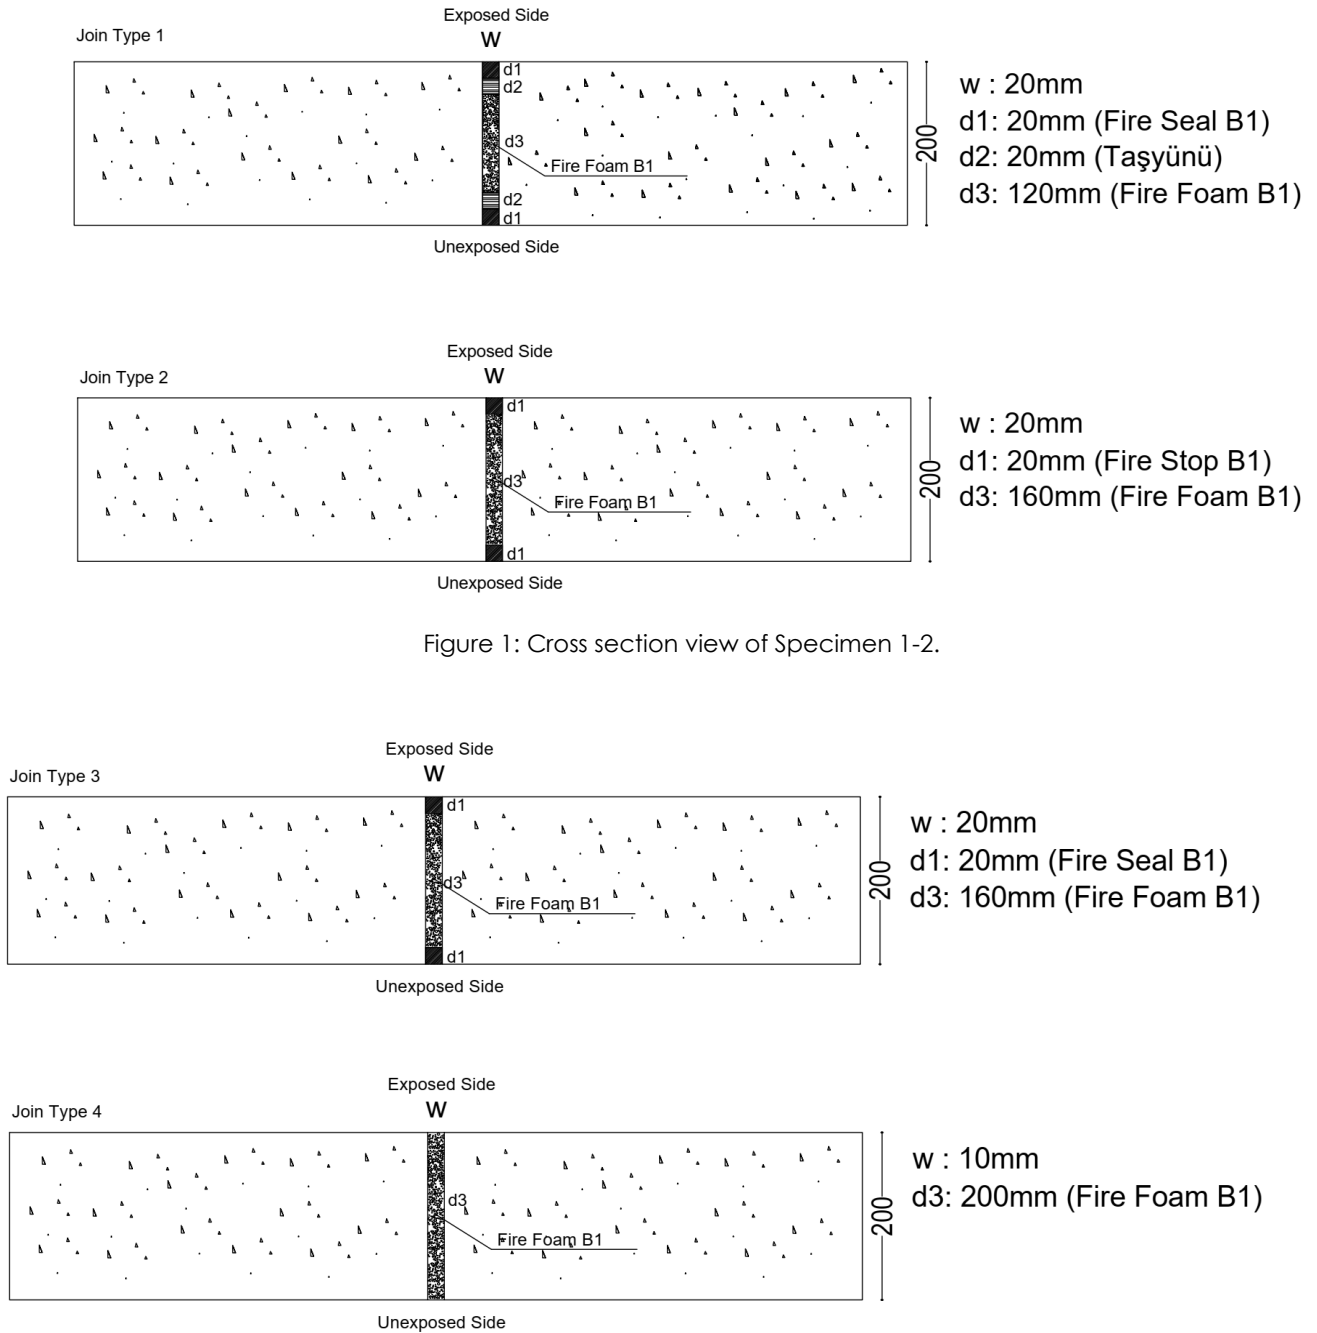 Exposed Side
Join Type 1
W
d1
d2
d3
Fire Foam B1
d2
d1
200
Unexposed Side
w : 20mm
d1: 20mm (Fire Seal B1)
d2: 20mm (Taşyünü)
d3: 120mm (Fire Foam B1)
Exposed Side
Join Type 2
W
d1
d3
Fire Foam B1
d1
200
Unexposed Side
w : 20mm
d1: 20mm (Fire Stop B1)
d3: 160mm (Fire Foam B1)
Figure 1: Cross section view of Specimen 1-2.
Exposed Side
Join Type 3
W
d1
d3
Fire Foam B1
d1
200
Unexposed Side
w : 20mm
d1: 20mm (Fire Seal B1)
d3: 160mm (Fire Foam B1)
Exposed Side
Join Type 4
W
d3
Fire Foam B1
200
Unexposed Side
w : 10mm
d3: 200mm (Fire Foam B1)